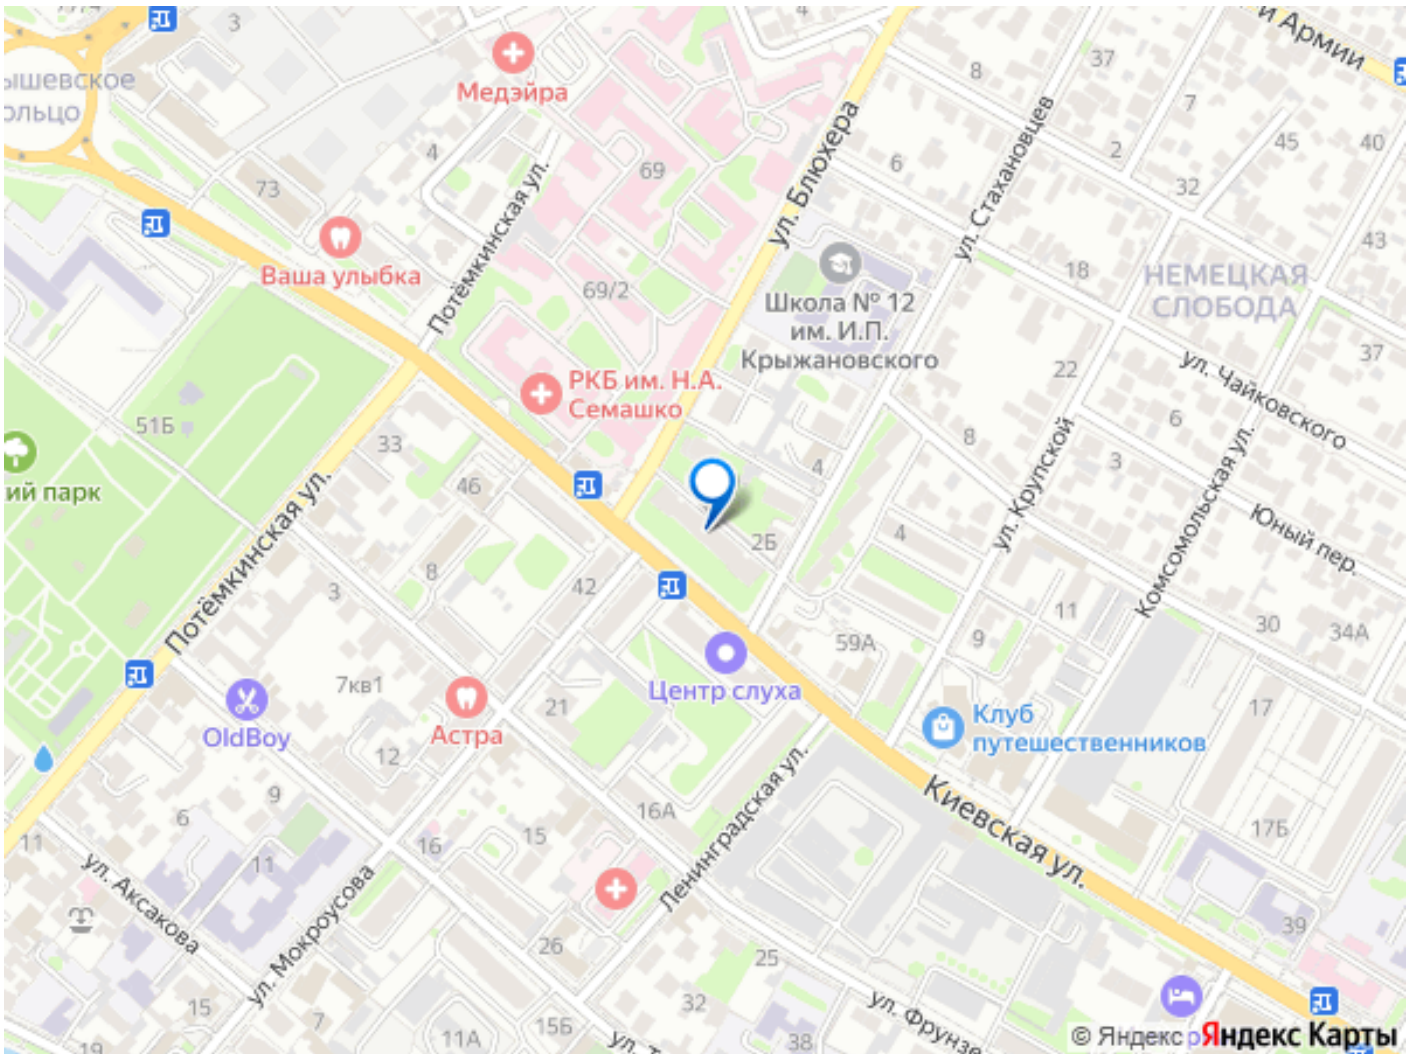 3
4
и Армии
37
8
Медэйра
ышевское
ольцо
7
4
ул. Блюхера
ул. Стахановцев
45
40
2
6
69
73
Потёмкинская ул.
32
43
Ваша улыбка
69/2
18
НЕМЕЦКАЯ
СЛОБОДА
Школа № 12
им. И.П.
Крыжановского
37
22
ул. Чайковского
РКБ им. Н.А.
Семашко
51Б
33
6
8
3
4
46
ий парк
ул. Крупской
Комсомольская ул.
Юный пер.
2Б
4
Потёмкинская ул.
8
42
3
11
30
34А
59А
9
7кв1
Центр слуха
21
17
OldBoy
Астра
Клуб
путешественников
12
9
6
16А
15
Ленинградская ул.
Киевская ул.
17Б
11
16
11
ул. Аксакова
ул. Мокроусова
39
26
25
15
7
32
ул. Фрунзе
11А
15Б
38
19
© Яндекс
Яндекс Карты